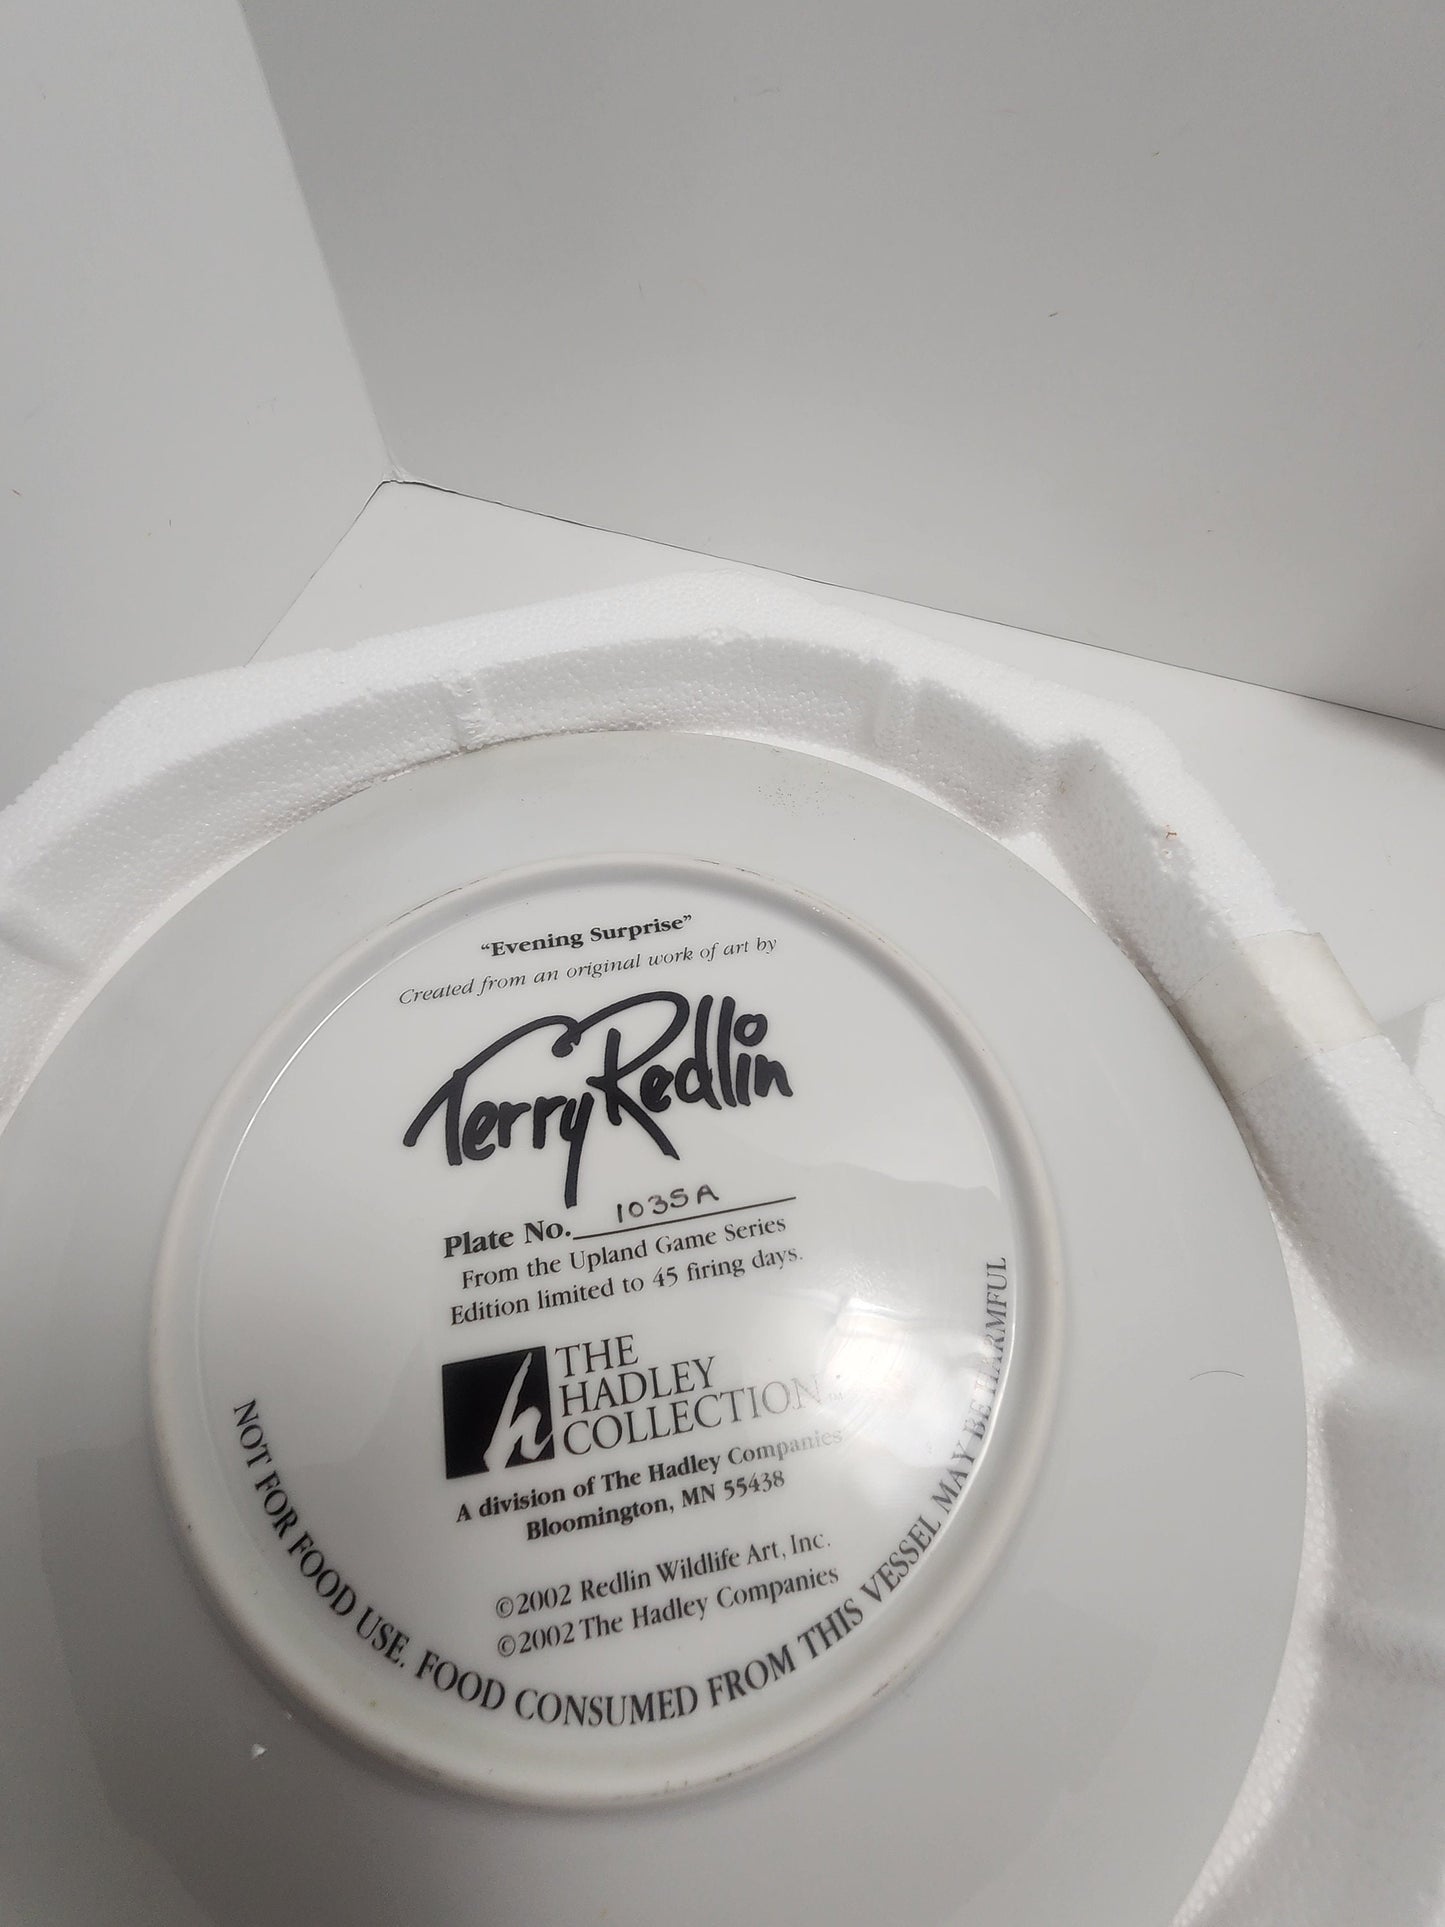 “Evening Surprise”
Created from an original work of art by
Terry Redlin
Plate No. 1035A
From the Upland Game Series
Edition limited to 45 firing days.
h
THE
HADLEY
COLLECTION™
A division of The Hadley Companies
Bloomington, MN 55438
©2002 Redlin Wildlife Art, Inc.
©2002 The Hadley Companies
NOT FOR FOOD USE. FOOD CONSUMED FROM THIS VESSEL MAY BE HARMFUL